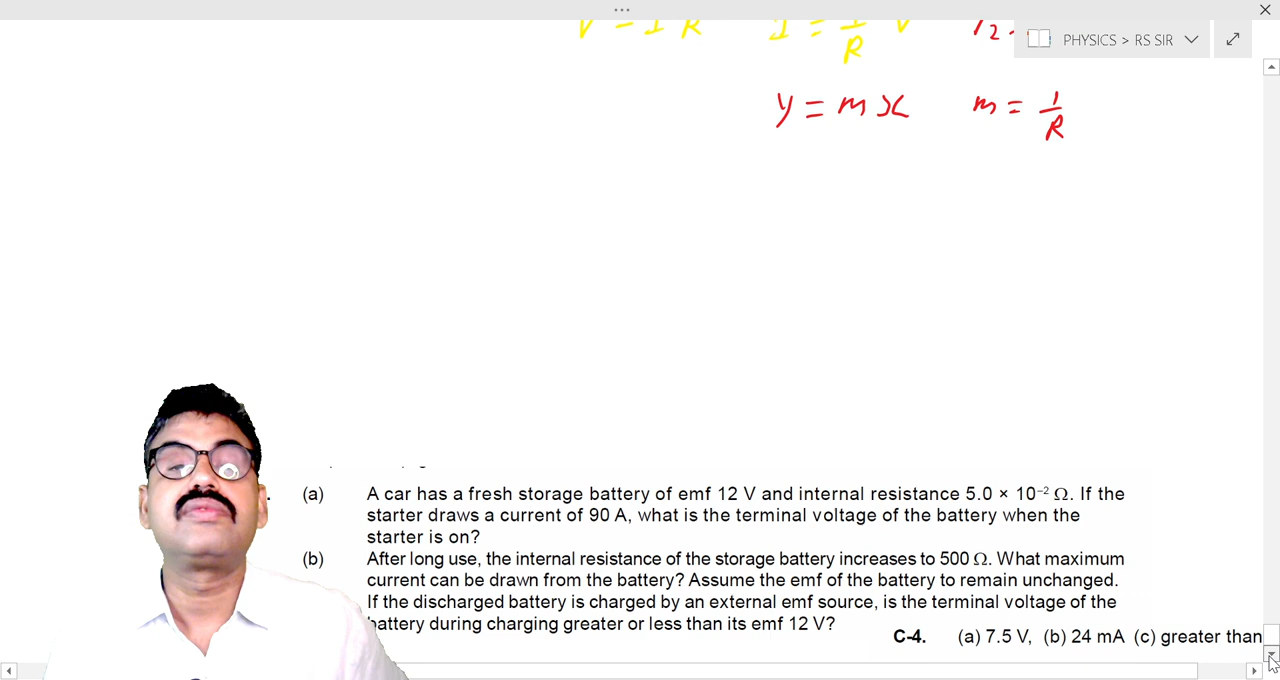 V = I R I = 1/R V
PHYSICS > RS SIR
y = m x m = 1/R
(a) A car has a fresh storage battery of emf 12 V and internal resistance 5.0 × 10⁻² Ω. If the
starter draws a current of 90 A, what is the terminal voltage of the battery when the
starter is on?
(b) After long use, the internal resistance of the storage battery increases to 500 Ω. What maximum
current can be drawn from the battery? Assume the emf of the battery to remain unchanged.
If the discharged battery is charged by an external emf source, is the terminal voltage of the
battery during charging greater or less than its emf 12 V?
C-4. (a) 7.5 V, (b) 24 mA (c) greater than